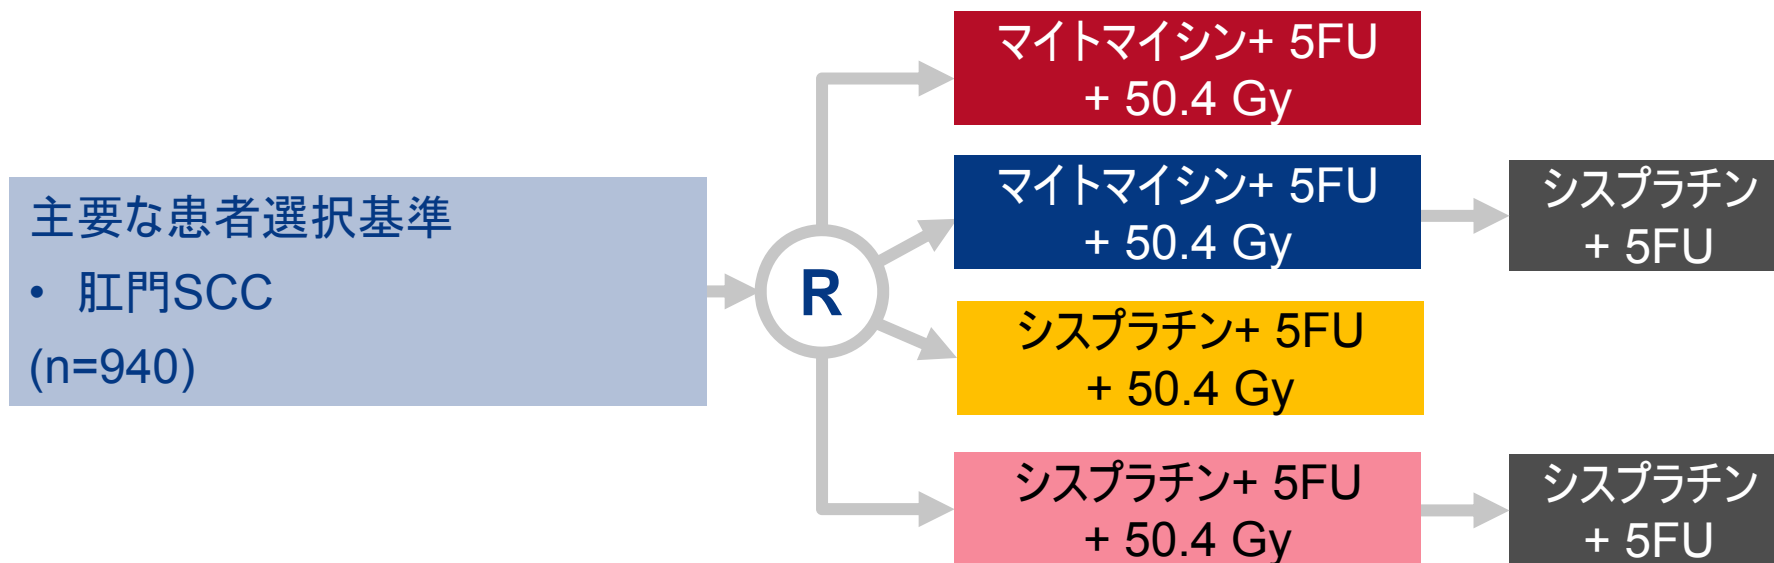 主要な患者選択基準
• 肛門SCC
(n=940)
R
マイトマイシン+ 5FU
+ 50.4 Gy
マイトマイシン+ 5FU
+ 50.4 Gy
シスプラチン
+ 5FU
シスプラチン+ 5FU
+ 50.4 Gy
シスプラチン+ 5FU
+ 50.4 Gy
シスプラチン
+ 5FU